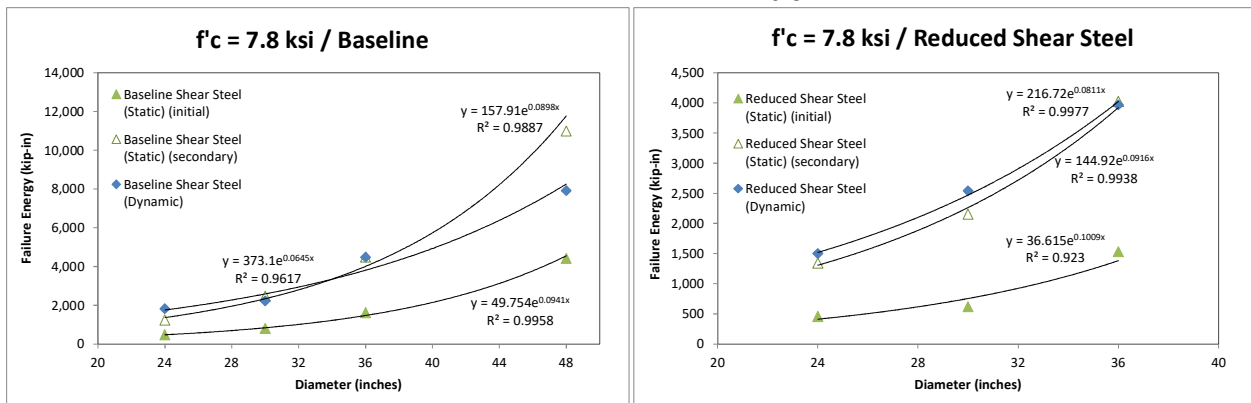 f'c = 7.8 ksi / Baseline
14,000
12,000
10,000
8,000
6,000
4,000
2,000
0
Failure Energy (kip-in)
Baseline Shear Steel
(Static) (initial)
Baseline Shear Steel
(Static) (secondary)
Baseline Shear Steel
(Dynamic)
y = 157.91e^0.0898x
R² = 0.9887
y = 373.1e^0.0645x
R² = 0.9617
y = 49.754e^0.0941x
R² = 0.9958
20 24 28 32 36 40 44 48
Diameter (inches)
f'c = 7.8 ksi / Reduced Shear Steel
4,500
4,000
3,500
3,000
2,500
2,000
1,500
1,000
500
0
Failure Energy (kip-in)
Reduced Shear Steel
(Static) (initial)
Reduced Shear Steel
(Static) (secondary)
Reduced Shear Steel
(Dynamic)
y = 216.72e^0.0811x
R² = 0.9977
y = 144.92e^0.0916x
R² = 0.9938
y = 36.615e^0.1009x
R² = 0.923
20 24 28 32 36 40
Diameter (inches)